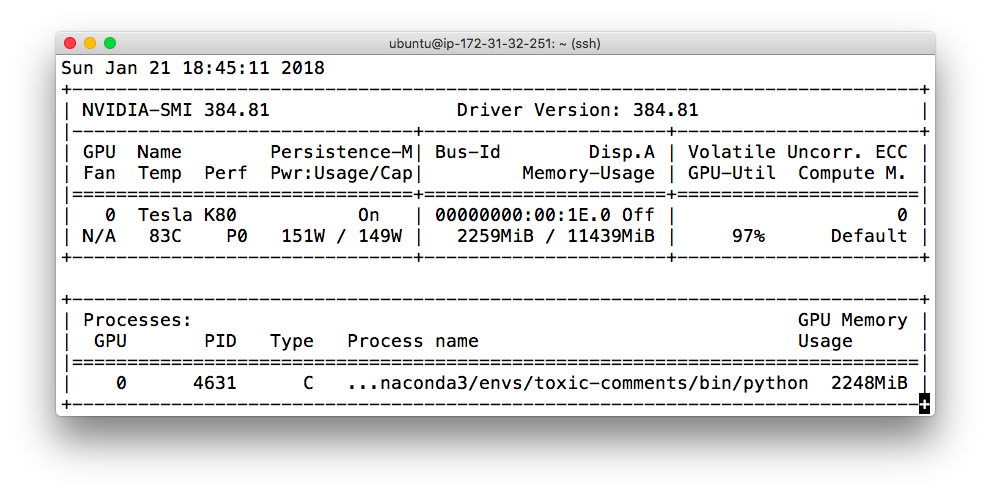 ubuntu@ip-172-31-32-251: ~ (ssh)
Sun Jan 21 18:45:11 2018
+-----------------------------------------------------------------------------+
| NVIDIA-SMI 384.81                 Driver Version: 384.81                    |
|-------------------------------+----------------------+----------------------+
| GPU  Name        Persistence-M| Bus-Id        Disp.A | Volatile Uncorr. ECC |
| Fan  Temp  Perf  Pwr:Usage/Cap|         Memory-Usage | GPU-Util  Compute M. |
|===============================+======================+======================|
|   0  Tesla K80           On   | 00000000:00:1E.0 Off |                    0 |
| N/A   83C    P0   151W / 149W |   2259MiB / 11439MiB |     97%      Default |
+-------------------------------+----------------------+----------------------+
+-----------------------------------------------------------------------------+
| Processes:                                                       GPU Memory |
|  GPU       PID   Type   Process name                             Usage      |
|=============================================================================|
|    0      4631      C   ...naconda3/envs/toxic-comments/bin/python  2248MiB |
+-----------------------------------------------------------------------------+